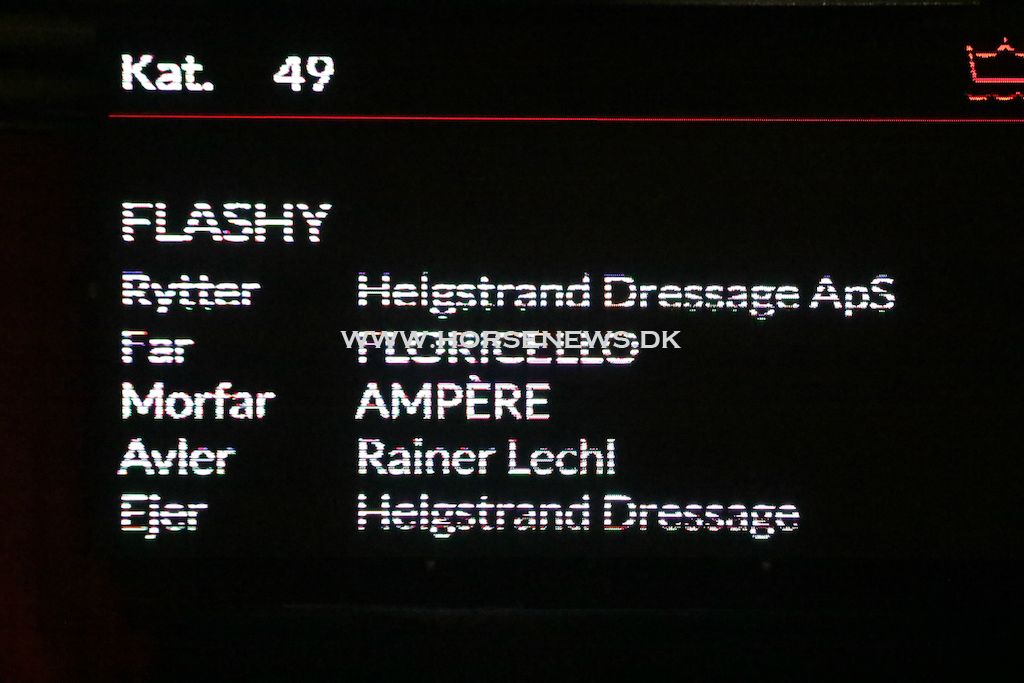 Kat. 49
FLASHY
Rytter Helgstrand Dressage ApS
WWW.HORSENEWS.DK
Far FLORICELLO
Morfar AMPÈRE
Avler Rainer Lechl
Ejer Helgstrand Dressage